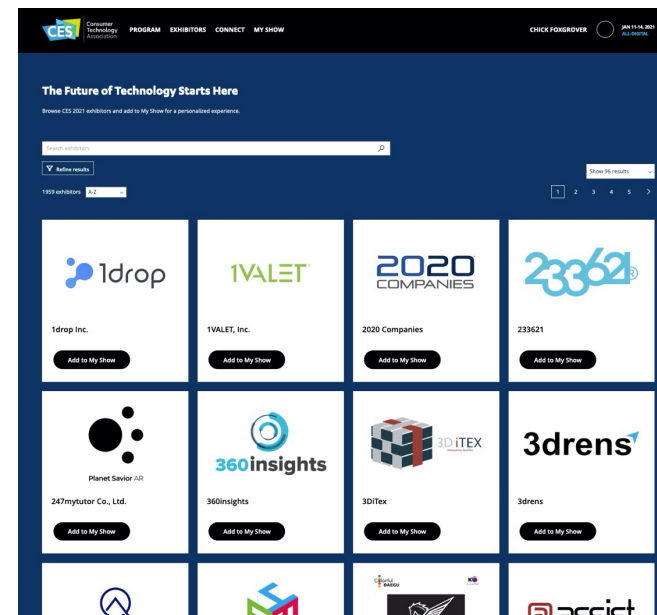 CES
Consumer
Technology
Association
PROGRAM EXHIBITORS CONNECT MY SHOW
CHICK FOXGROVER
JAN 11-14, 2021
ALL-DIGITAL
The Future of Technology Starts Here
Browse CES 2021 exhibitors and add to My Show for a personalized experience.
Search exhibitors
Refine results
Show 96 results
1959 exhibitors A-Z
1 2 3 4 5 >
1drop
1VALET
2020
COMPANIES
233621®
1drop Inc. 1VALET, Inc. 2020 Companies 233621
Add to My Show Add to My Show Add to My Show Add to My Show
Planet Savior AR
360insights
3DiTEX
3drens
247mytutor Co., Ltd. 360insights 3DiTex 3drens
Add to My Show Add to My Show Add to My Show Add to My Show
Colorful
DAEGU
assist